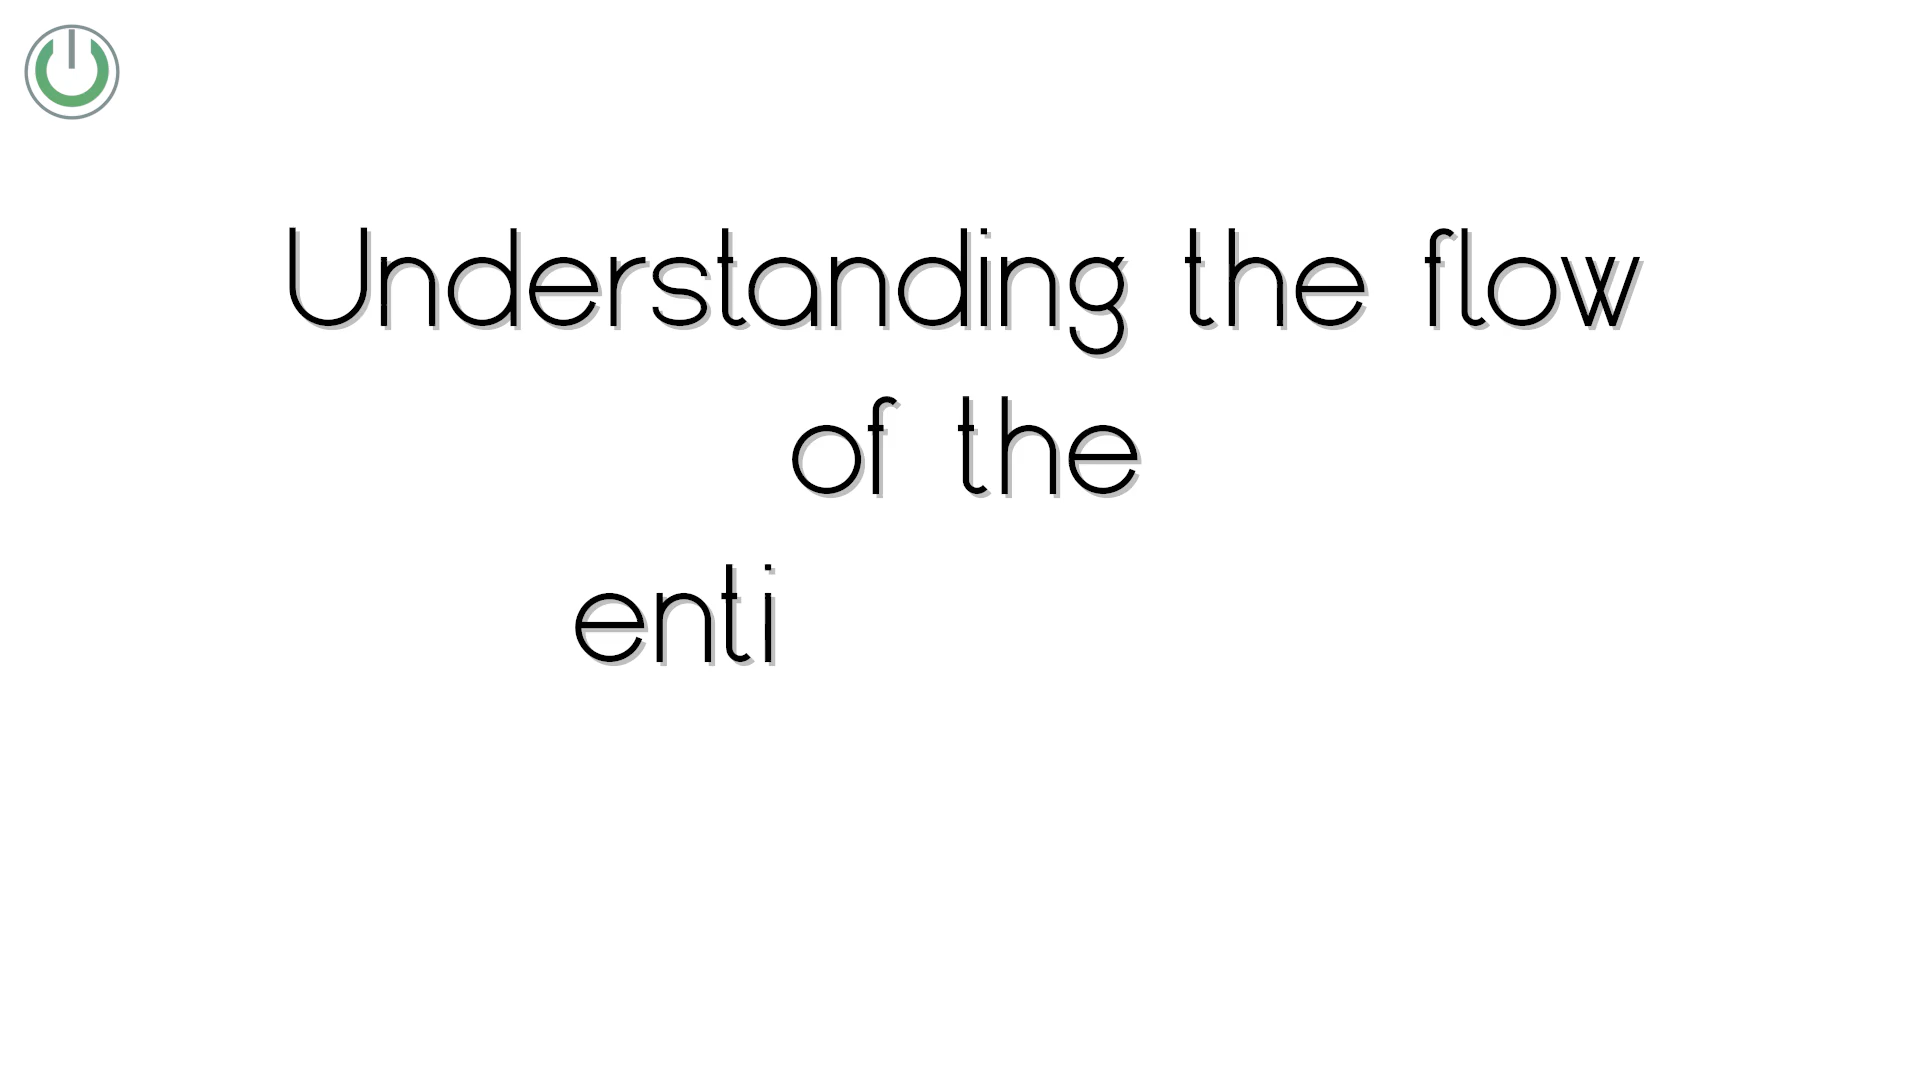 Understanding the flow
of the
enti